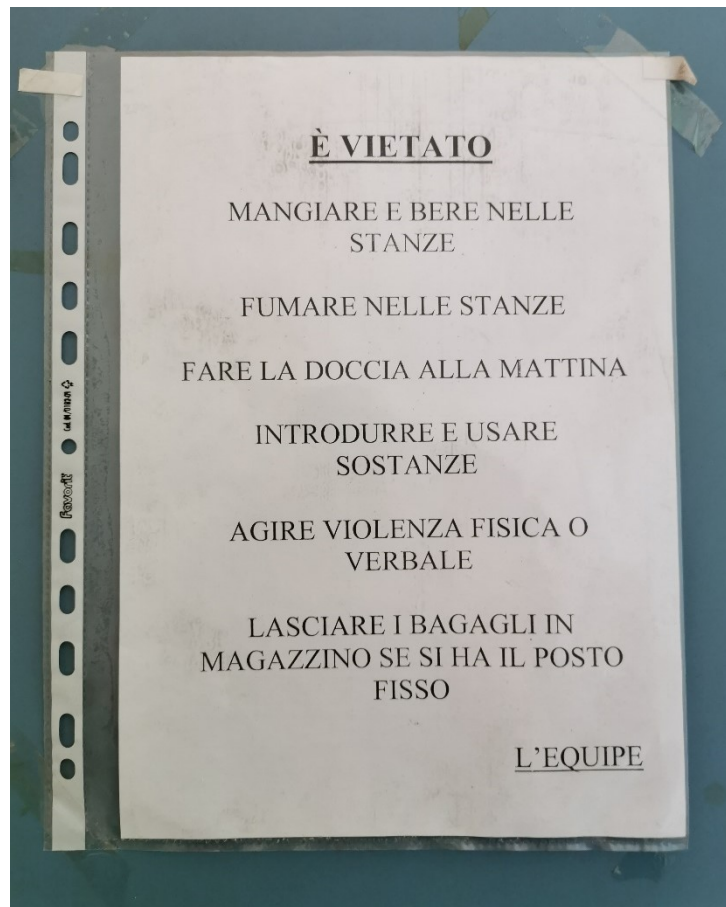 È VIETATO
MANGIARE E BERE NELLE
STANZE
FUMARE NELLE STANZE
FARE LA DOCCIA ALLA MATTINA
INTRODURRE E USARE
SOSTANZE
AGIRE VIOLENZA FISICA O
VERBALE
LASCIARE I BAGAGLI IN
MAGAZZINO SE SI HA IL POSTO
FISSO
L'EQUIPE
Favorit